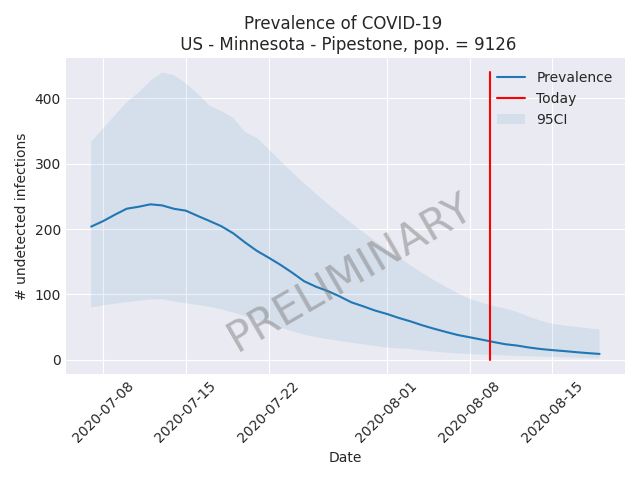 Prevalence of COVID-19
US - Minnesota - Pipestone, pop. = 9126
# undetected infections
400
300
200
100
0
Prevalence
Today
95CI
PRELIMINARY
2020-07-08
2020-07-15
2020-07-22
2020-08-01
2020-08-08
2020-08-15
Date